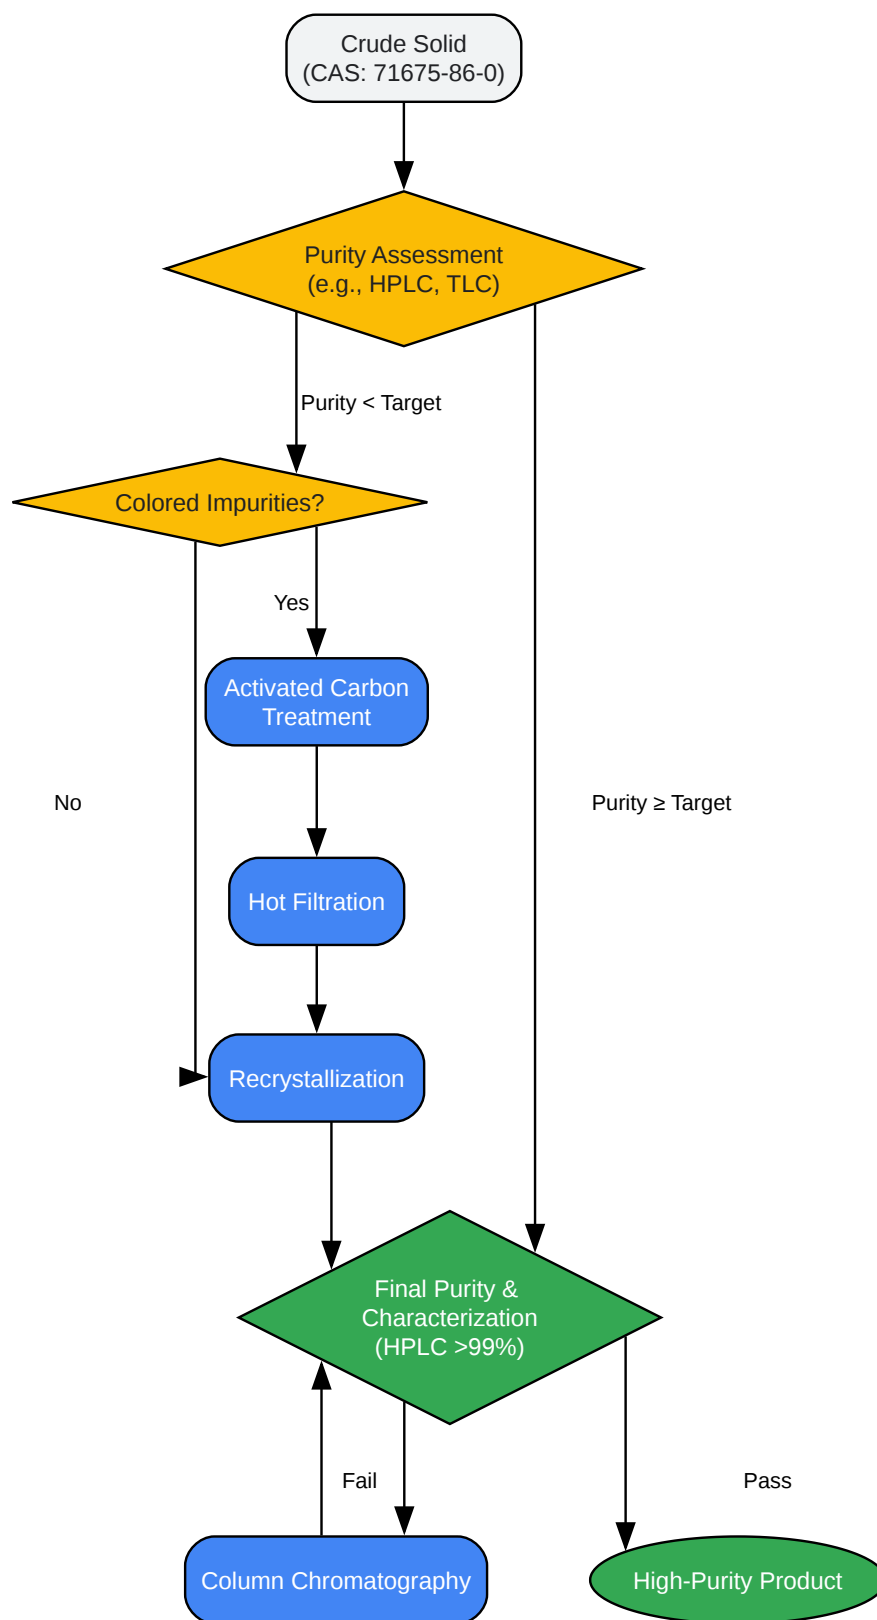 Crude Solid
(CAS: 71675-86-0)
Purity Assessment
(e.g., HPLC, TLC)
Purity < Target
Colored Impurities?
Yes
Activated Carbon
Treatment
No
Purity ≥ Target
Hot Filtration
Recrystallization
Final Purity &
Characterization
(HPLC >99%)
Fail
Pass
Column Chromatography
High-Purity Product